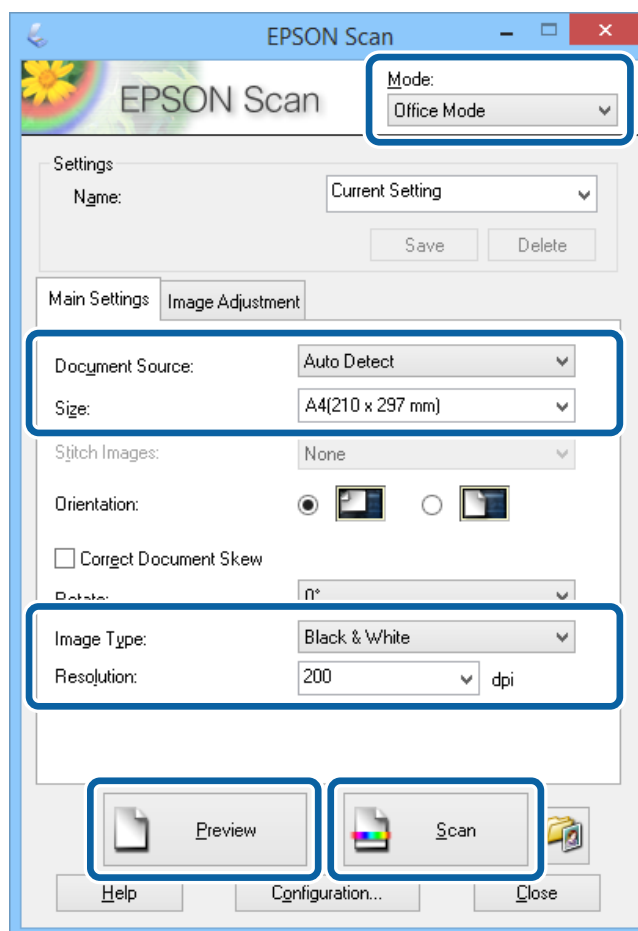 EPSON Scan
EPSON Scan
Mode:
Office Mode
Settings
Name:
Current Setting
Save Delete
Main Settings Image Adjustment
Document Source: Auto Detect
Size: A4(210 x 297 mm)
Stitch Images: None
Orientation:
Correct Document Skew
Rotate: 0°
Image Type: Black & White
Resolution: 200 dpi
Preview Scan
Help Configuration... Close